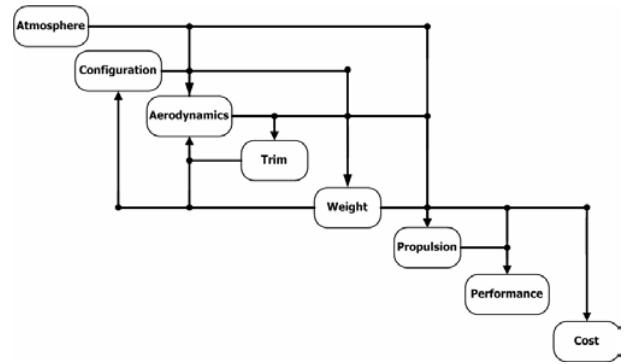 Atmosphere
Configuration
Aerodynamics
Trim
Weight
Propulsion
Performance
Cost